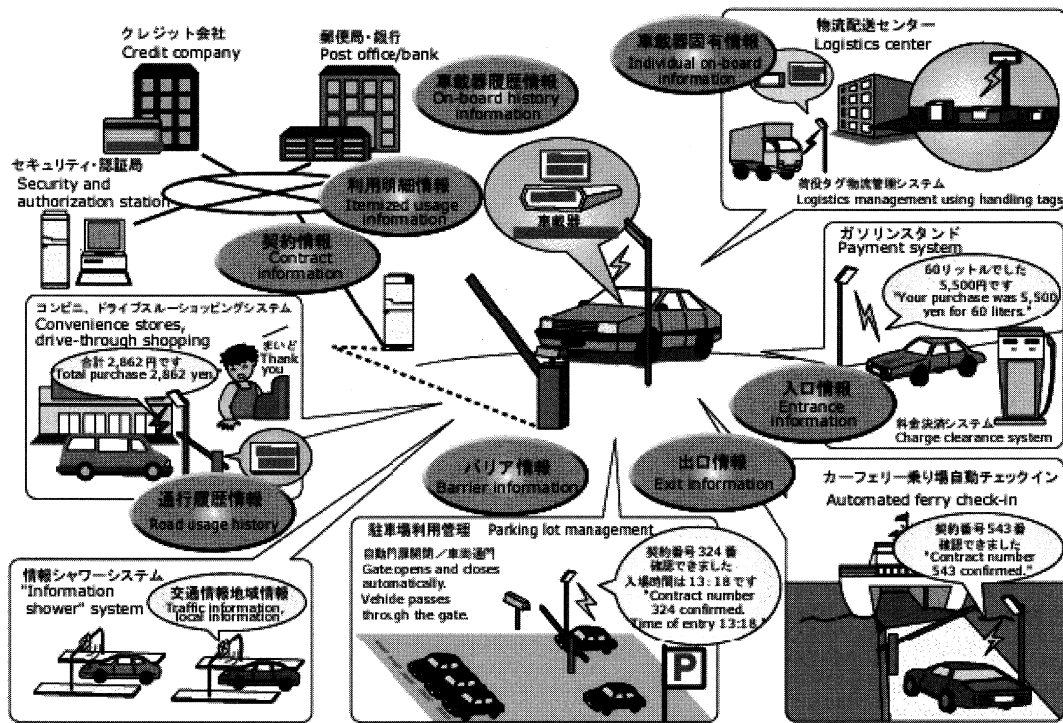 クレジット会社
Credit company
郵便局・銀行
Post office/bank
車載器履歴情報
On-board history
information
車載器固有情報
Individual on-board
information
物流配送センター
Logistics center
荷役タグ物流管理システム
Logistics management using handling tags
セキュリティ・認証局
Security and
authorization station
利用明細情報
Itemized usage
information
契約情報
Contract
information
車載器
ガソリンスタンド
Payment system
60リットルでした
5,500円です
"Your purchase was 5,500
yen for 60 liters."
料金決済システム
Charge clearance system
コンビニ、ドライブスルーショッピングシステム
Convenience stores,
drive-through shopping
合計2,862円です
Total purchase 2,862 yen
まいど
Thank
you
通行履歴情報
Road usage history
バリア情報
Barrier information
出口情報
Exit information
入口情報
Entrance
information
情報シャワーシステム
"Information
shower" system
交通情報地域情報
Traffic information,
local information
駐車場利用管理 Parking lot management
自動門扉開閉/車両通門
Gate opens and closes
automatically.
Vehide passes
through the gate.
契約番号324番
確認できました
入場時間は13:18です
"Contract number
324 confirmed.
Time of entry 13:18."
P
カーフェリー乗り場自動チェックイン
Automated ferry check-in
契約番号543番
確認できました
"Contract number
543 confirmed."